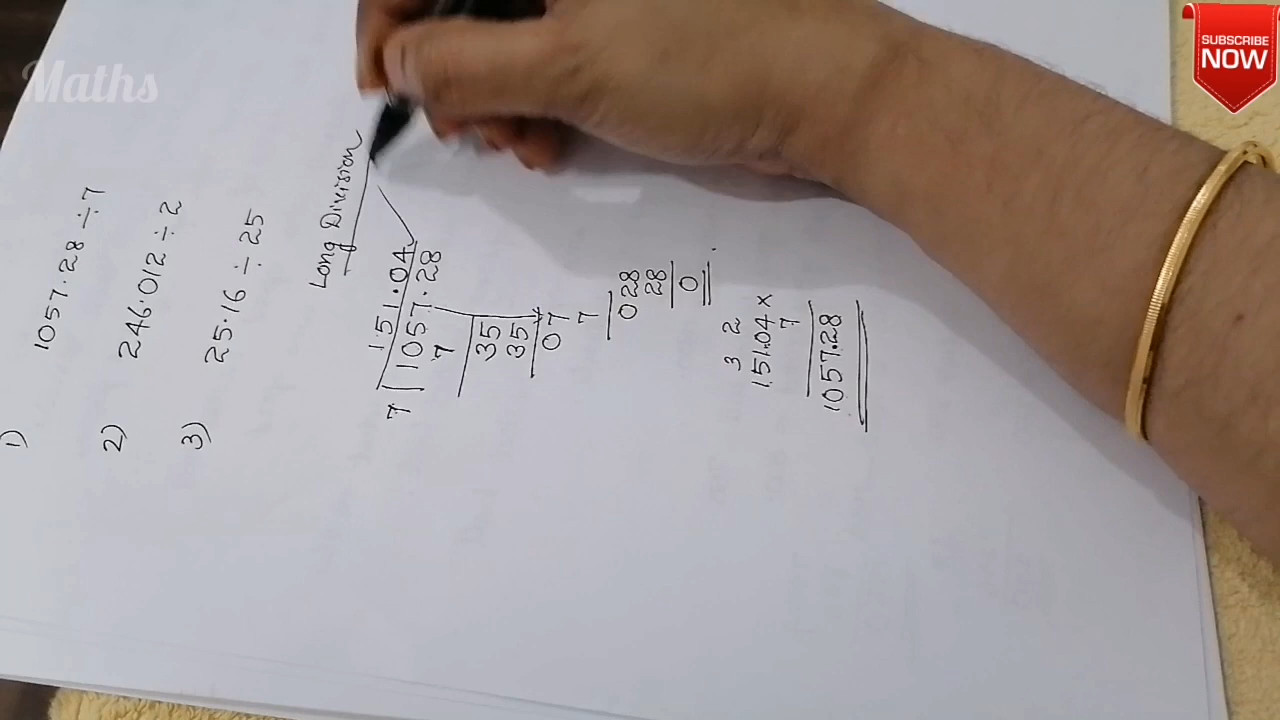 Maths
SUBSCRIBE
NOW
1) 1057.28 ÷ 7
2) 246.012 ÷ 2
3) 25.16 ÷ 25
Long Division
151.04
7 1057.28
7
35
35
07
7
028
28
0
3 2
151.04 x
7
1057.28